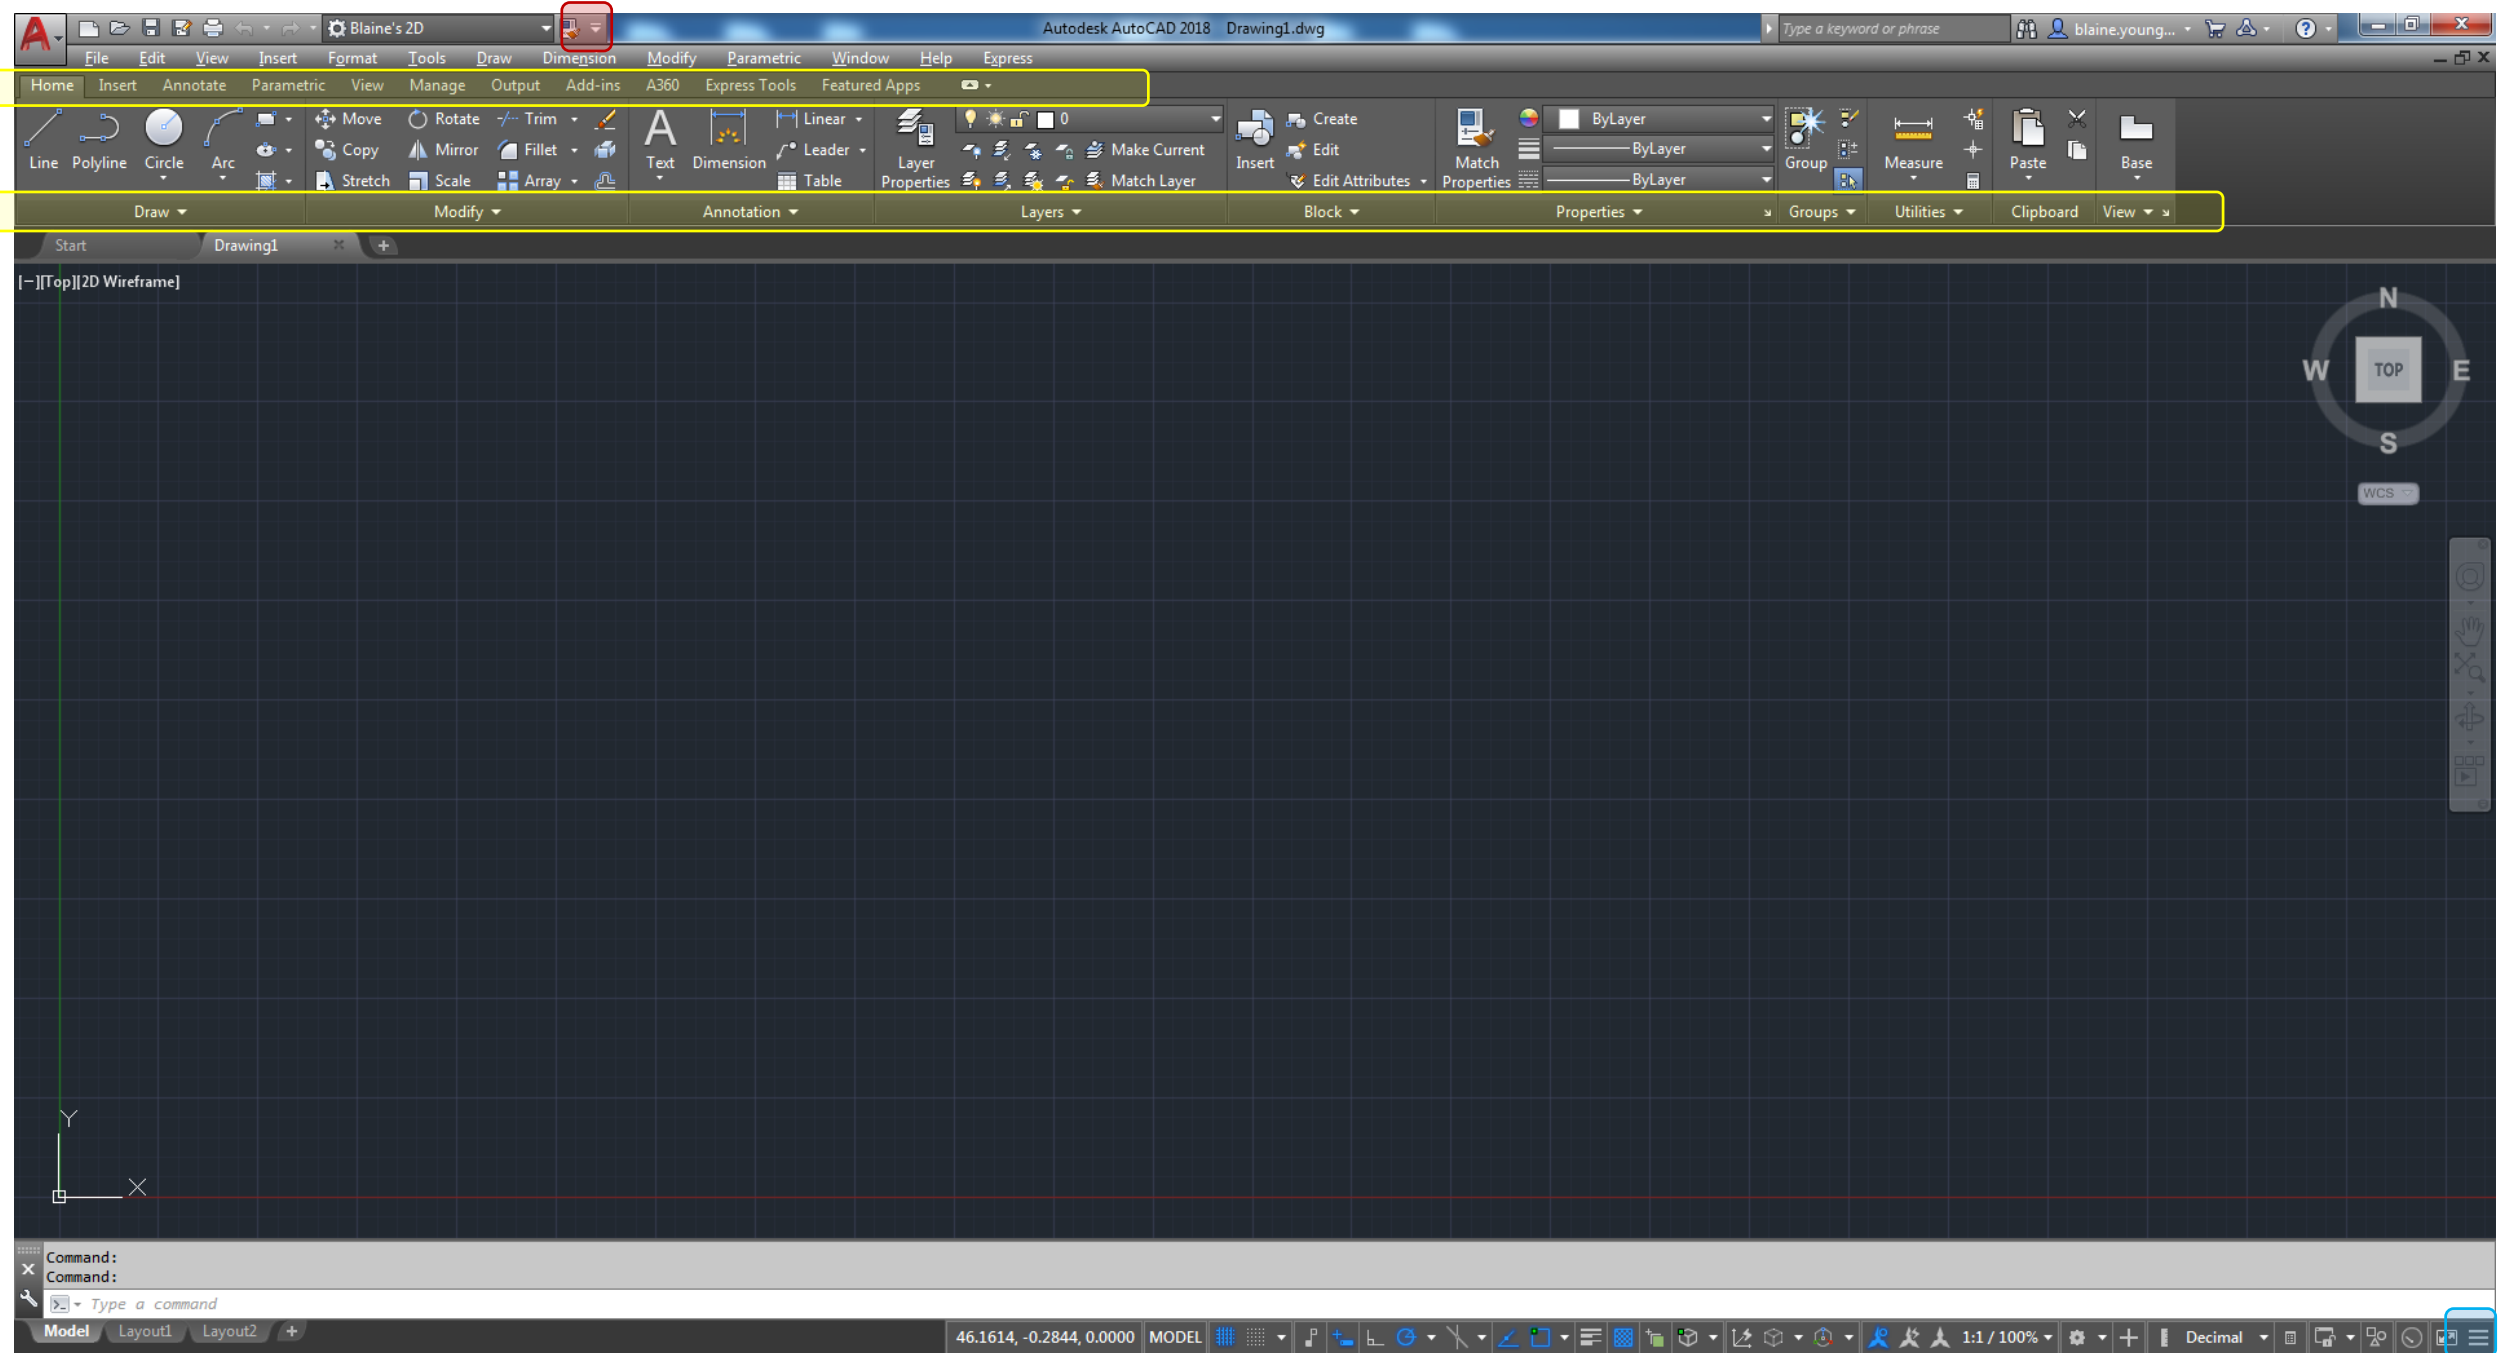 A Blaine's 2D Autodesk AutoCAD 2018 Drawing1.dwg Type a keyword or phrase blaine.young... ?
File Edit View Insert Format Tools Draw Dimension Modify Parametric Window Help Express
Home Insert Annotate Parametric View Manage Output Add-ins A360 Express Tools Featured Apps
Move Rotate Trim Linear 0 Create ByLayer
Copy Mirror Fillet Leader Make Current Edit ByLayer
Line Polyline Circle Arc A Text Dimension Layer Properties Insert Match Properties Group Measure Paste Base
Stretch Scale Array Table Match Layer Edit Attributes ByLayer
Draw Modify Annotation Layers Block Properties Groups Utilities Clipboard View
Start Drawing1 +
[−][Top][2D Wireframe]
N
W TOP E
S
WCS
Y
X
Command:
Command:
Type a command
Model Layout1 Layout2 + 46.1614, -0.2844, 0.0000 MODEL 1:1 / 100% Decimal